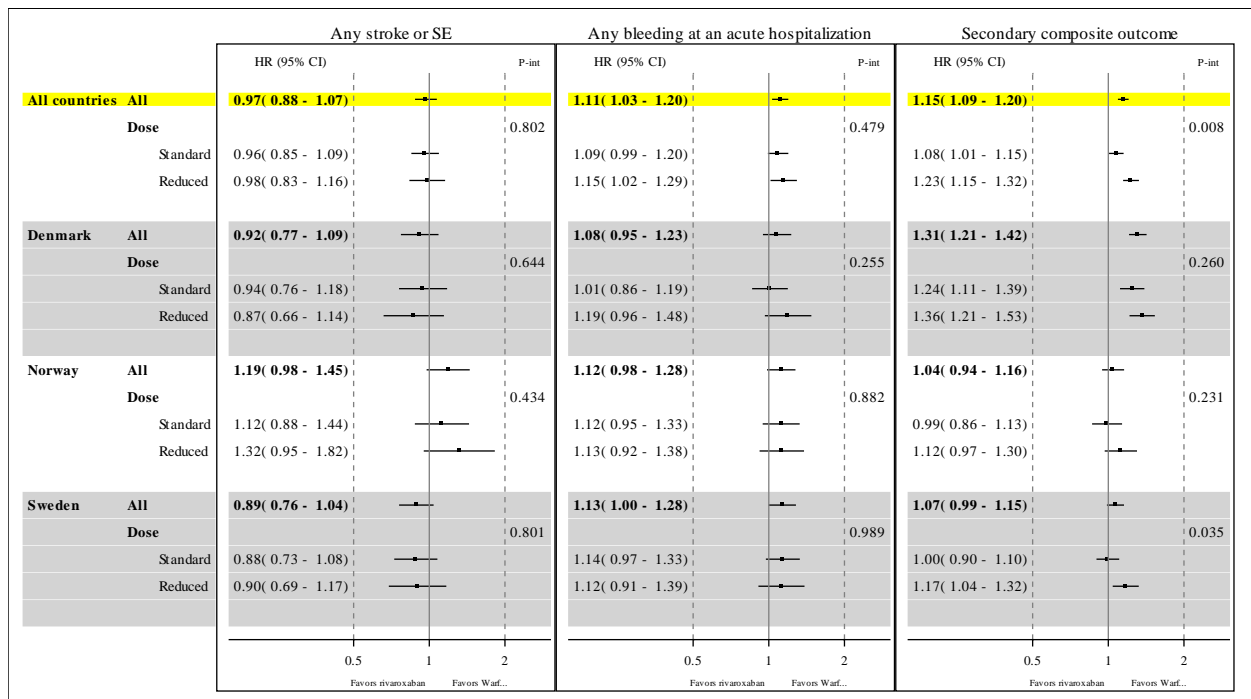 Any stroke or SE Any bleeding at an acute hospitalization Secondary composite outcome
HR (95% CI) P-int HR (95% CI) P-int HR (95% CI) P-int
All countries All 0.97( 0.88 - 1.07) 1.11( 1.03 - 1.20) 1.15( 1.09 - 1.20)
Dose 0.802 0.479 0.008
Standard 0.96( 0.85 - 1.09) 1.09( 0.99 - 1.20) 1.08( 1.01 - 1.15)
Reduced 0.98( 0.83 - 1.16) 1.15( 1.02 - 1.29) 1.23( 1.15 - 1.32)
Denmark All 0.92( 0.77 - 1.09) 1.08( 0.95 - 1.23) 1.31( 1.21 - 1.42)
Dose 0.644 0.255 0.260
Standard 0.94( 0.76 - 1.18) 1.01( 0.86 - 1.19) 1.24( 1.11 - 1.39)
Reduced 0.87( 0.66 - 1.14) 1.19( 0.96 - 1.48) 1.36( 1.21 - 1.53)
Norway All 1.19( 0.98 - 1.45) 1.12( 0.98 - 1.28) 1.04( 0.94 - 1.16)
Dose 0.434 0.882 0.231
Standard 1.12( 0.88 - 1.44) 1.12( 0.95 - 1.33) 0.99( 0.86 - 1.13)
Reduced 1.32( 0.95 - 1.82) 1.13( 0.92 - 1.38) 1.12( 0.97 - 1.30)
Sweden All 0.89( 0.76 - 1.04) 1.13( 1.00 - 1.28) 1.07( 0.99 - 1.15)
Dose 0.801 0.989 0.035
Standard 0.88( 0.73 - 1.08) 1.14( 0.97 - 1.33) 1.00( 0.90 - 1.10)
Reduced 0.90( 0.69 - 1.17) 1.12( 0.91 - 1.39) 1.17( 1.04 - 1.32)
0.5 1 2 0.5 1 2 0.5 1 2
Favors rivaroxaban Favors Warf... Favors rivaroxaban Favors Warf... Favors rivaroxaban Favors Warf...